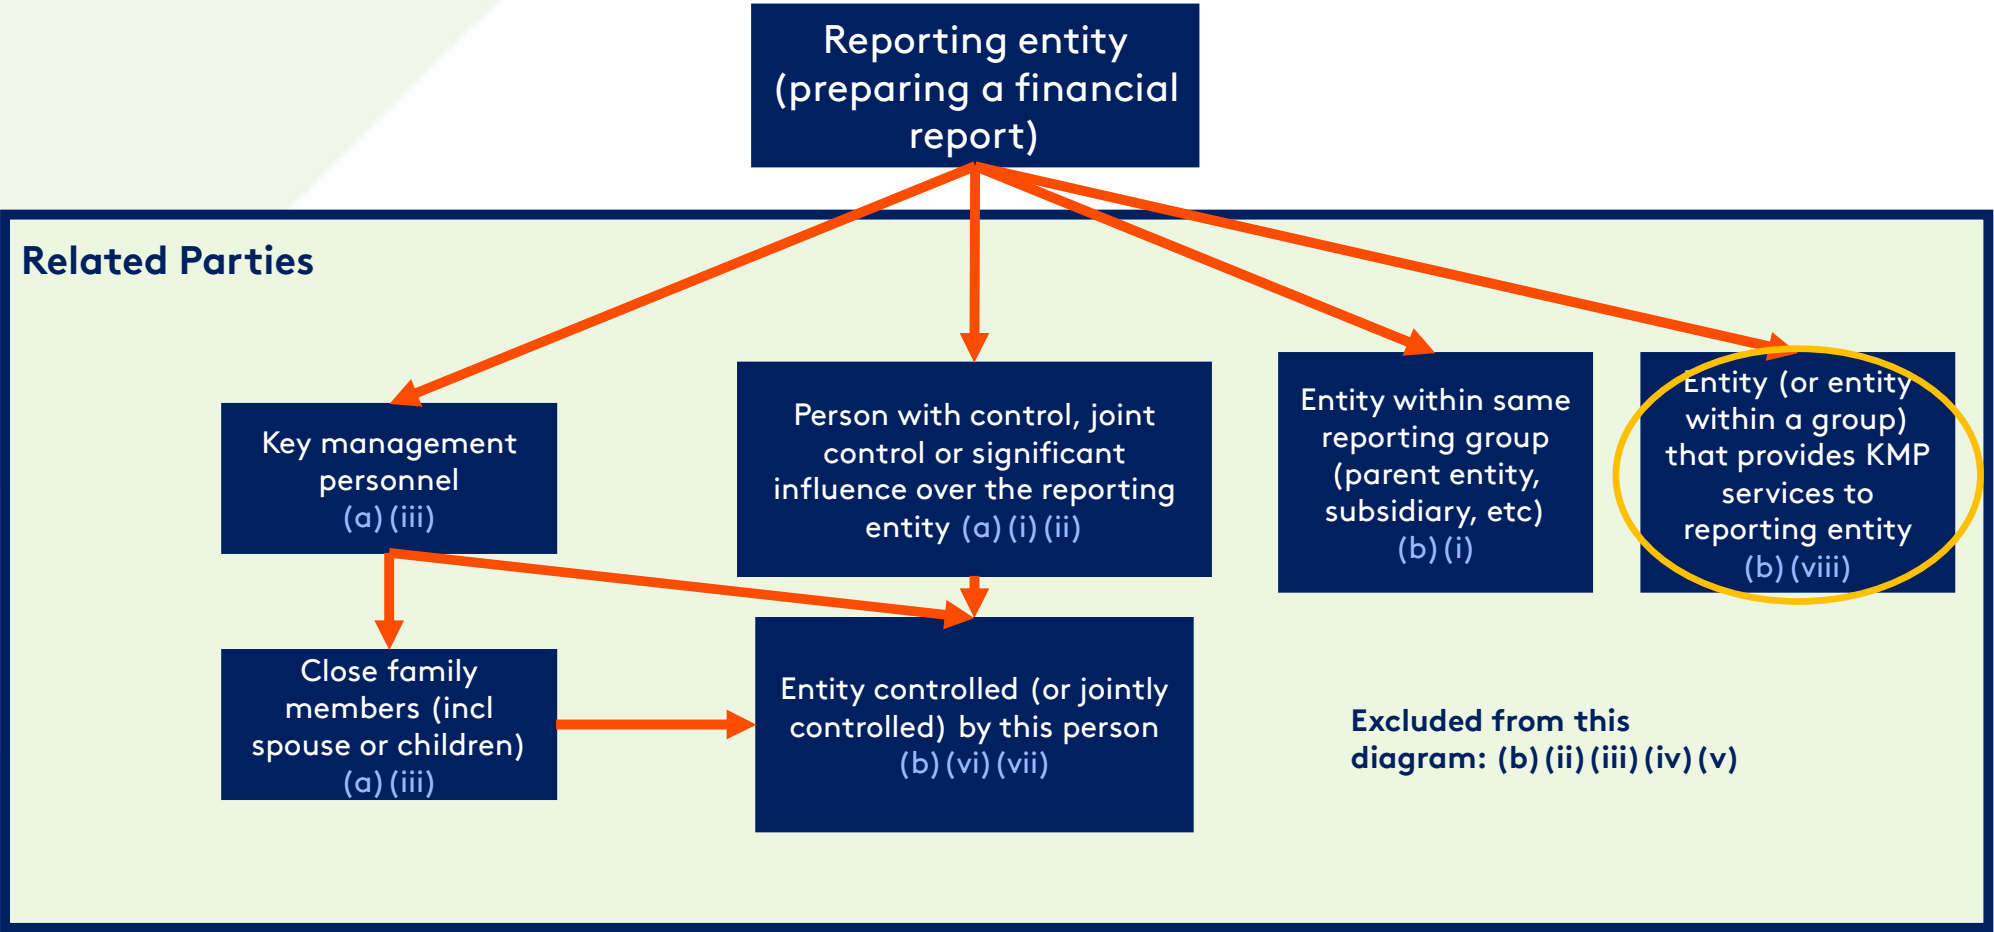 Reporting entity
(preparing a financial
report)
Related Parties
Key management
personnel
(a)(iii)
Person with control, joint
control or significant
influence over the reporting
entity (a)(i)(ii)
Entity within same
reporting group
(parent entity,
subsidiary, etc)
(b)(i)
Entity (or entity
within a group)
that provides KMP
services to
reporting entity
(b)(viii)
Close family
members (incl
spouse or children)
(a)(iii)
Entity controlled (or jointly
controlled) by this person
(b)(vi)(vii)
Excluded from this
diagram: (b)(ii)(iii)(iv)(v)